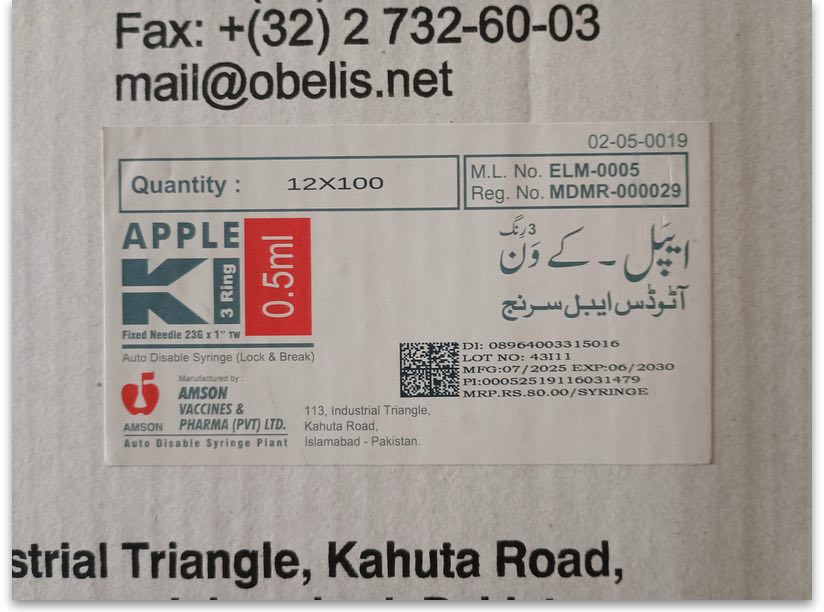 Fax: +(32) 2 732-60-03
mail@obelis.net
02-05-0019
Quantity : 12X100
M.L. No. ELM-0005
Reg. No. MDMR-000029
APPLE
K1
3 Ring
0.5ml
Fixed Needle 23G x 1" TW
Auto Disable Syringe (Lock & Break)
ایپل ۔ کے وَن 3 رِنگ
آٹوڈس ایبل سرنج
DI: 08964003315016
LOT NO: 43I11
MFG:07/2025 EXP:06/2030
PI:00052519116031479
MRP.RS.80.00/SYRINGE
AMSON
Manufactured by :
AMSON
VACCINES &
PHARMA (PVT) LTD.
Auto Disable Syringe Plant
113, Industrial Triangle,
Kahuta Road,
Islamabad - Pakistan.
strial Triangle, Kahuta Road,